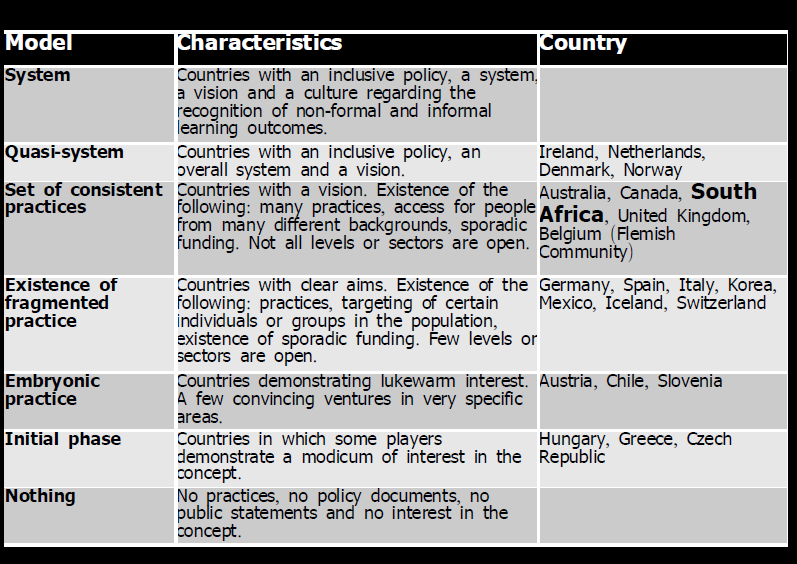 Model Characteristics Country
System
Countries with an inclusive policy, a system,
a vision and a culture regarding the
recognition of non-formal and informal
learning outcomes.
Quasi-system
Countries with an inclusive policy, an
overall system and a vision.
Ireland, Netherlands,
Denmark, Norway
Set of consistent
practices
Countries with a vision. Existence of the
following: many practices, access for people
from many different backgrounds, sporadic
funding. Not all levels or sectors are open.
Australia, Canada, South
Africa, United Kingdom,
Belgium (Flemish
Community)
Existence of
fragmented
practice
Countries with clear aims. Existence of the
following: practices, targeting of certain
individuals or groups in the population,
existence of sporadic funding. Few levels or
sectors are open.
Germany, Spain, Italy, Korea,
Mexico, Iceland, Switzerland
Embryonic
practice
Countries demonstrating lukewarm interest.
A few convincing ventures in very specific
areas.
Austria, Chile, Slovenia
Initial phase
Countries in which some players
demonstrate a modicum of interest in the
concept.
Hungary, Greece, Czech
Republic
Nothing
No practices, no policy documents, no
public statements and no interest in the
concept.